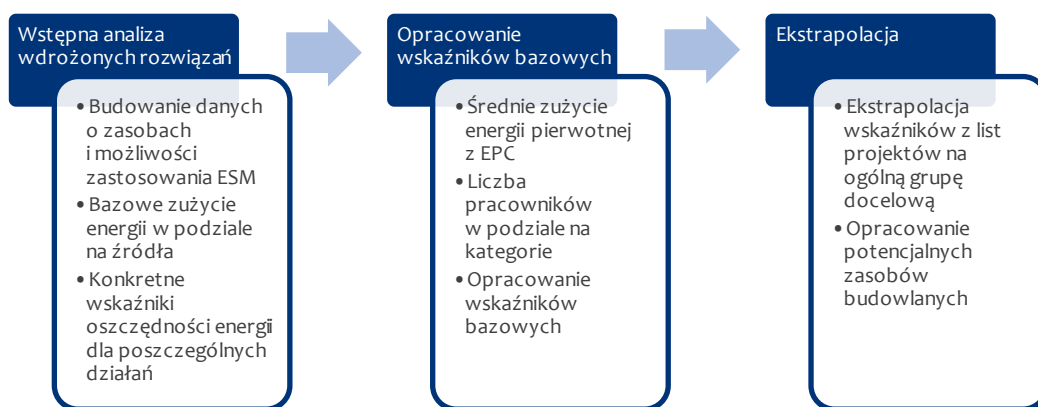 Wstępna analiza
wdrożonych rozwiązań
• Budowanie danych
o zasobach
i możliwości
zastosowania ESM
• Bazowe zużycie
energii w podziale
na źródła
• Konkretne
wskaźniki
oszczędności energii
dla poszczególnych
działań
Opracowanie
wskaźników bazowych
• Średnie zużycie
energii pierwotnej
z EPC
• Liczba
pracowników
w podziale na
kategorie
• Opracowanie
wskaźników
bazowych
Ekstrapolacja
• Ekstrapolacja
wskaźników z list
projektów na
ogólną grupę
docelową
• Opracowanie
potencjalnych
zasobów
budowlanych